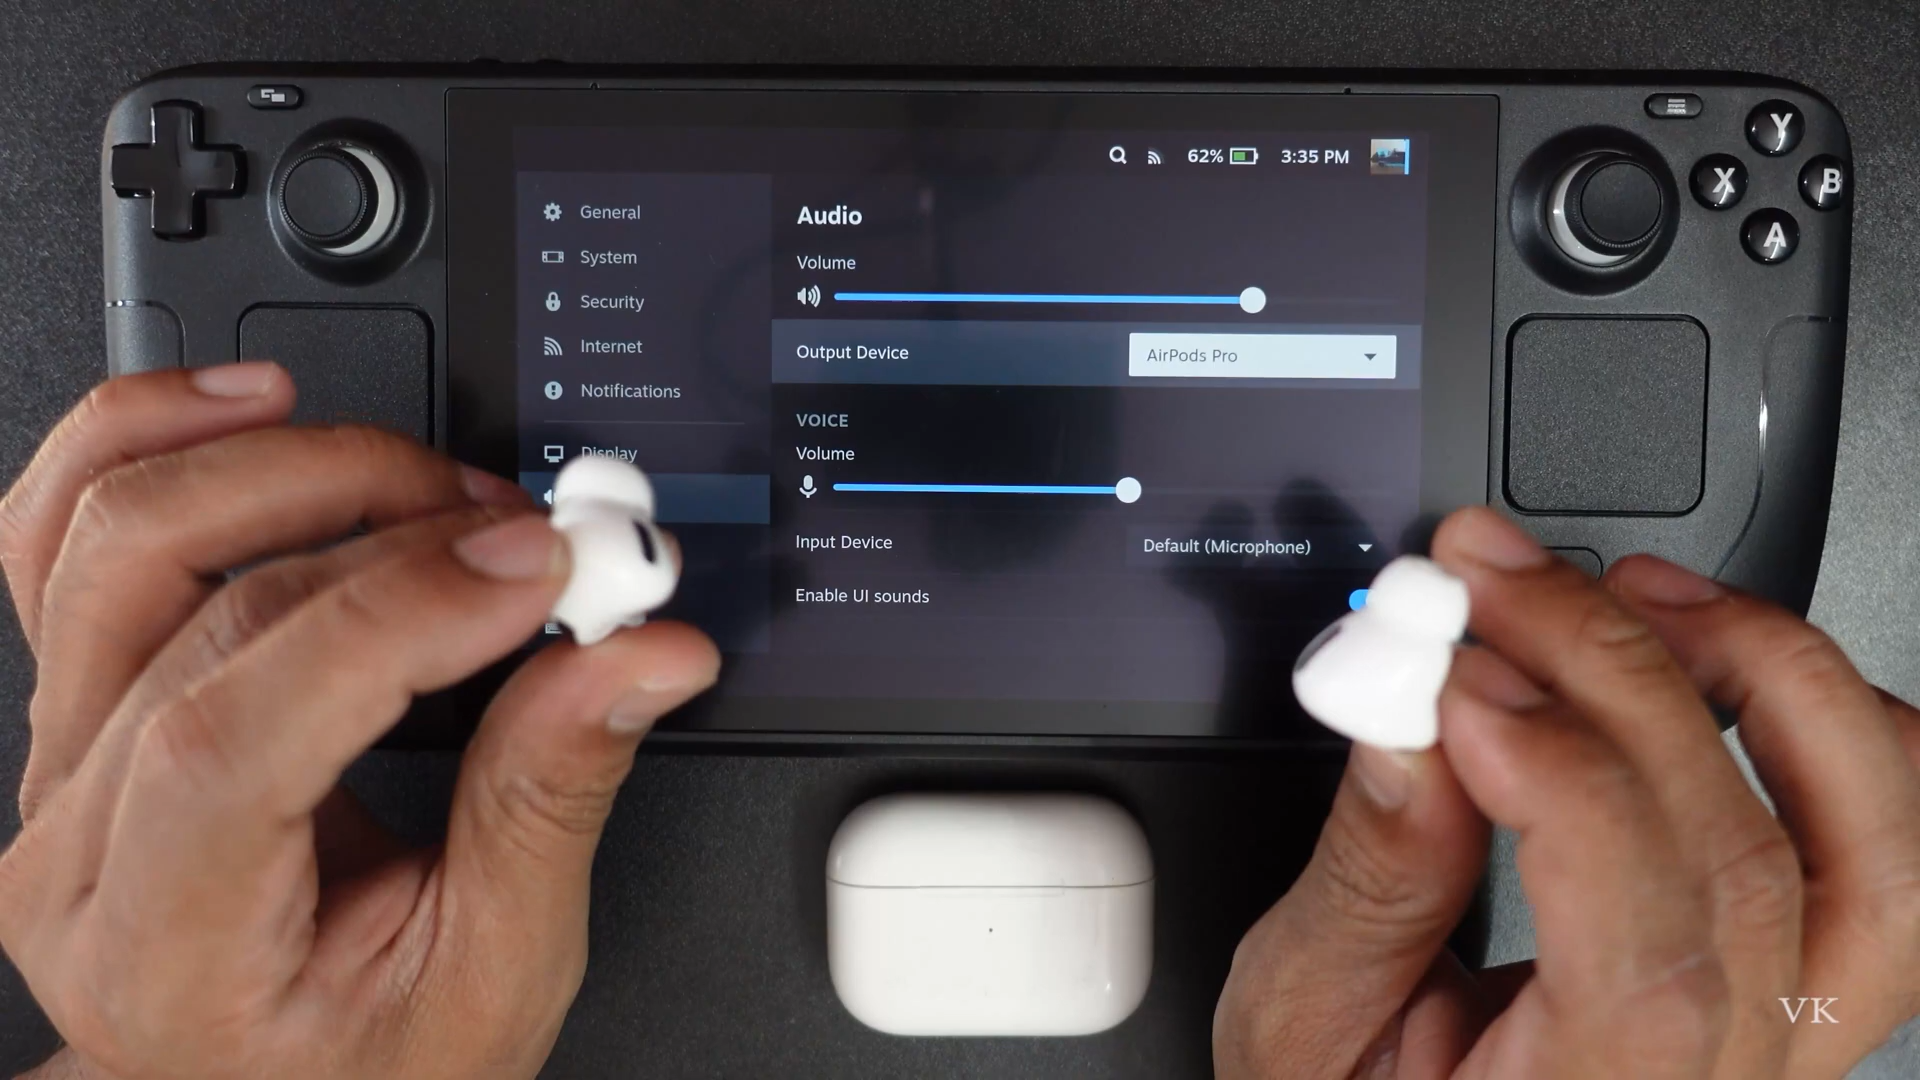 62% 3:35 PM
General
System
Security
Internet
Notifications
Display
Audio
Volume
Output Device AirPods Pro
VOICE
Volume
Input Device Default (Microphone)
Enable UI sounds
Y
X B
A
VK